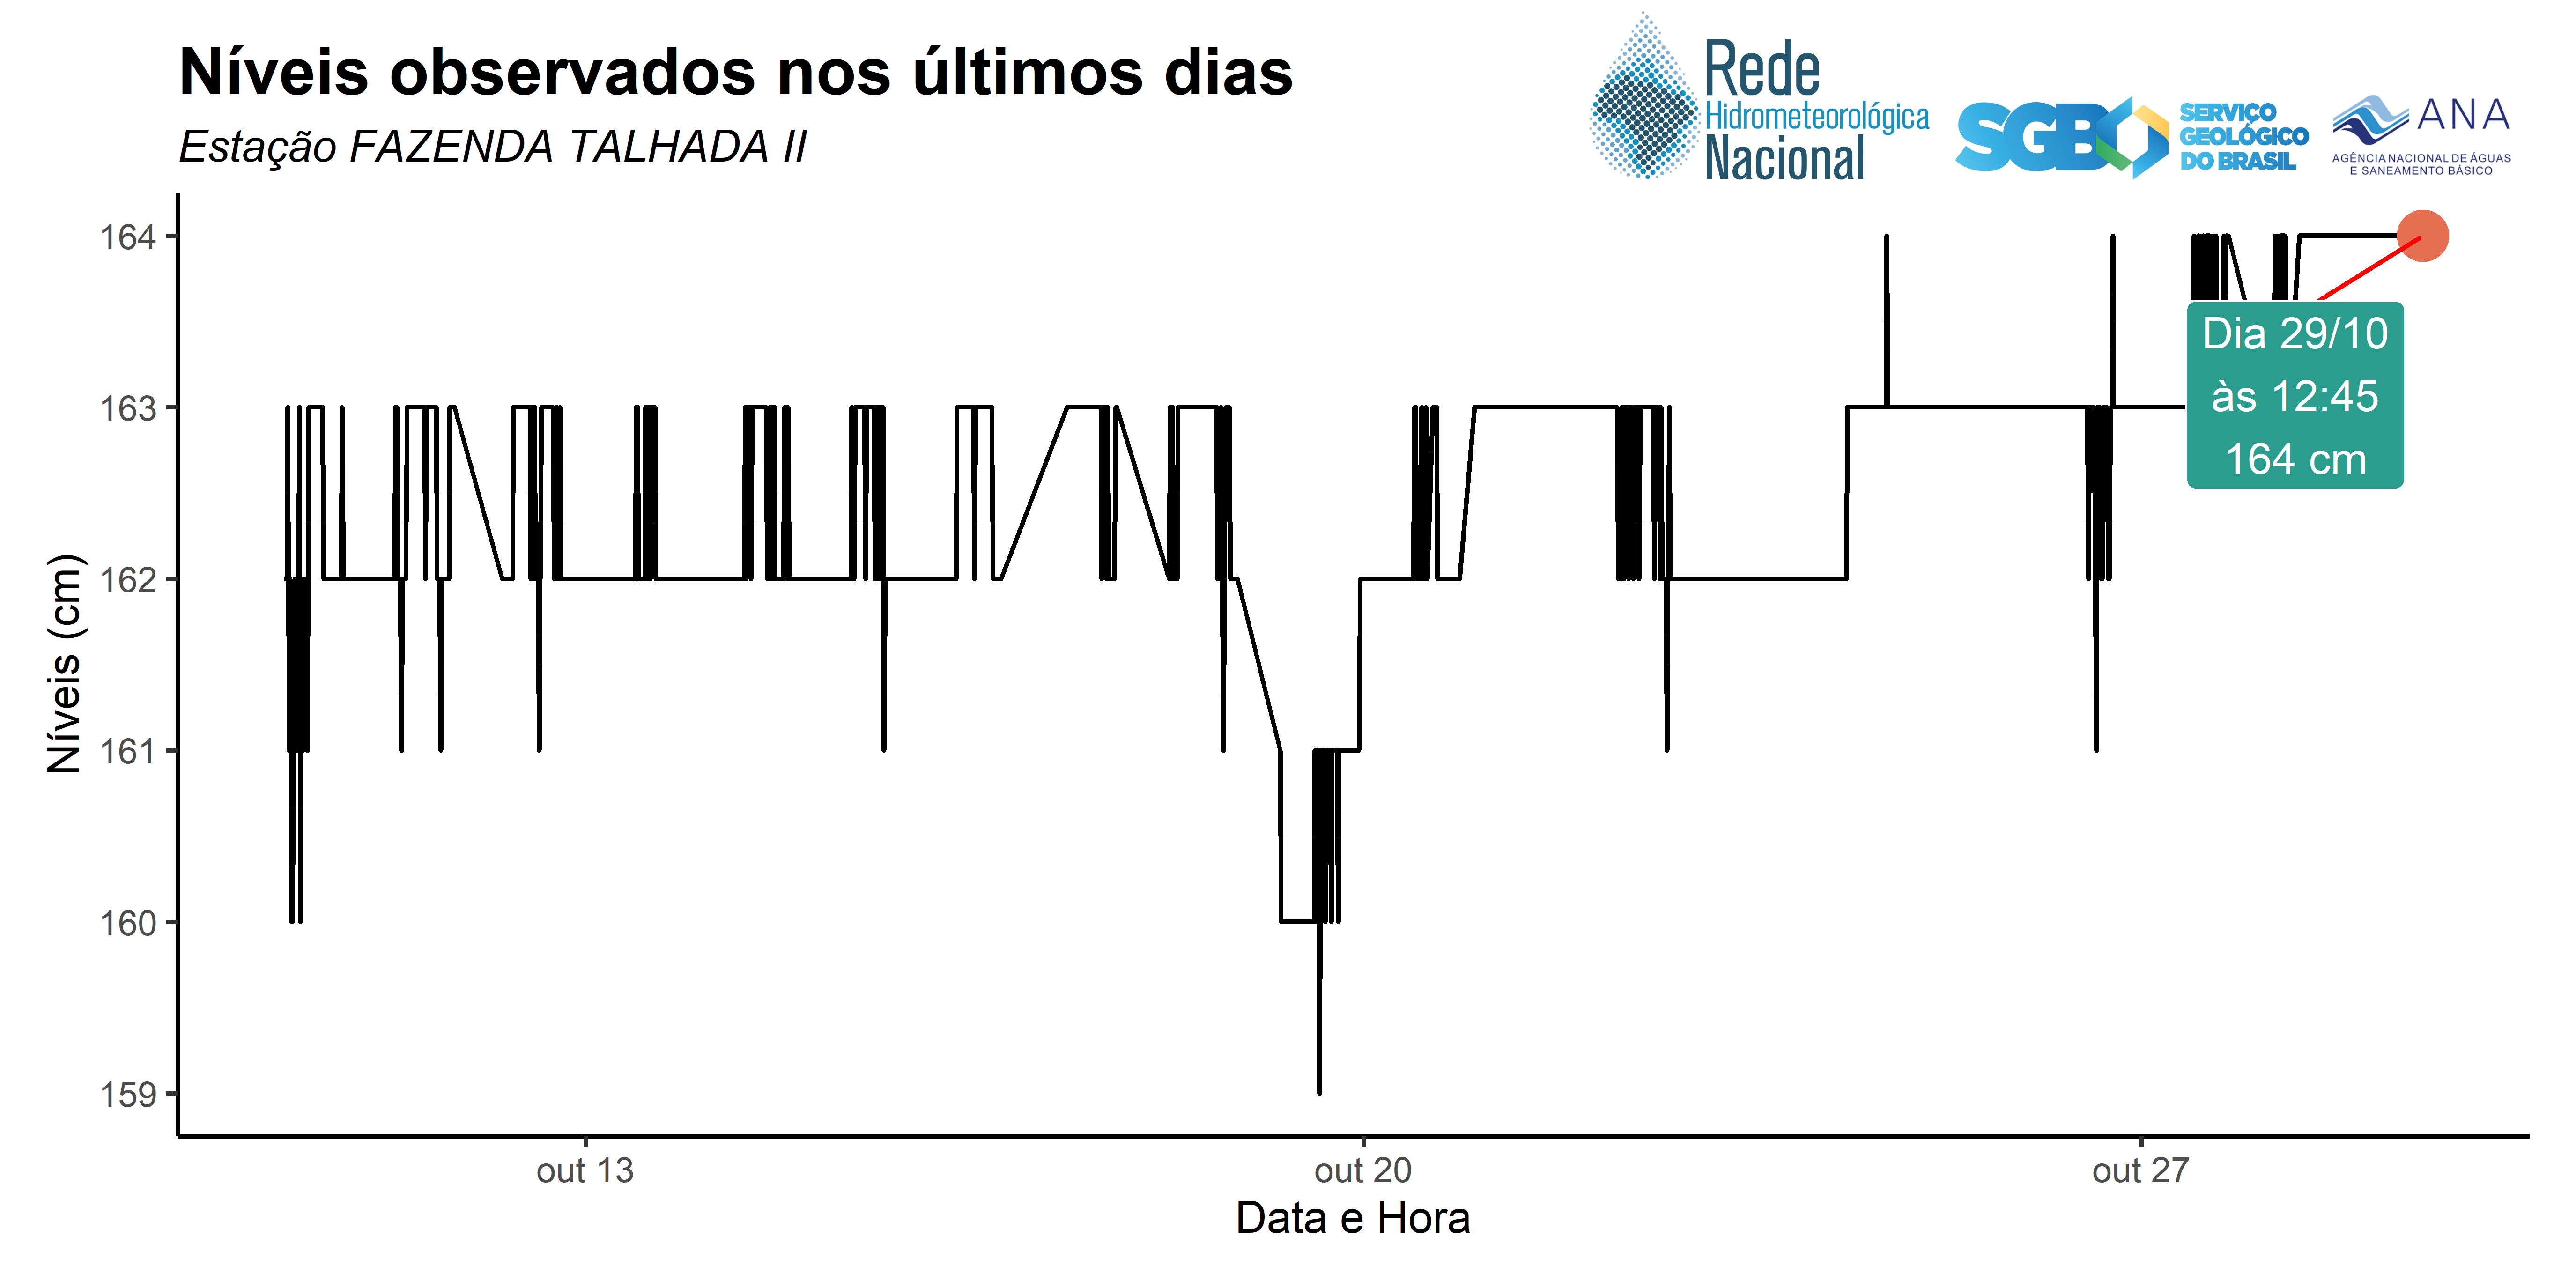 Níveis observados nos últimos dias
Estação FAZENDA TALHADA II
Rede
Hidrometeorológica
Nacional
SGB
SERVIÇO
GEOLÓGICO
DO BRASIL
ANA
AGÊNCIA NACIONAL DE ÁGUAS
E SANEAMENTO BÁSICO
Níveis (cm)
164
163
162
161
160
159
Dia 29/10
às 12:45
164 cm
out 13
out 20
out 27
Data e Hora